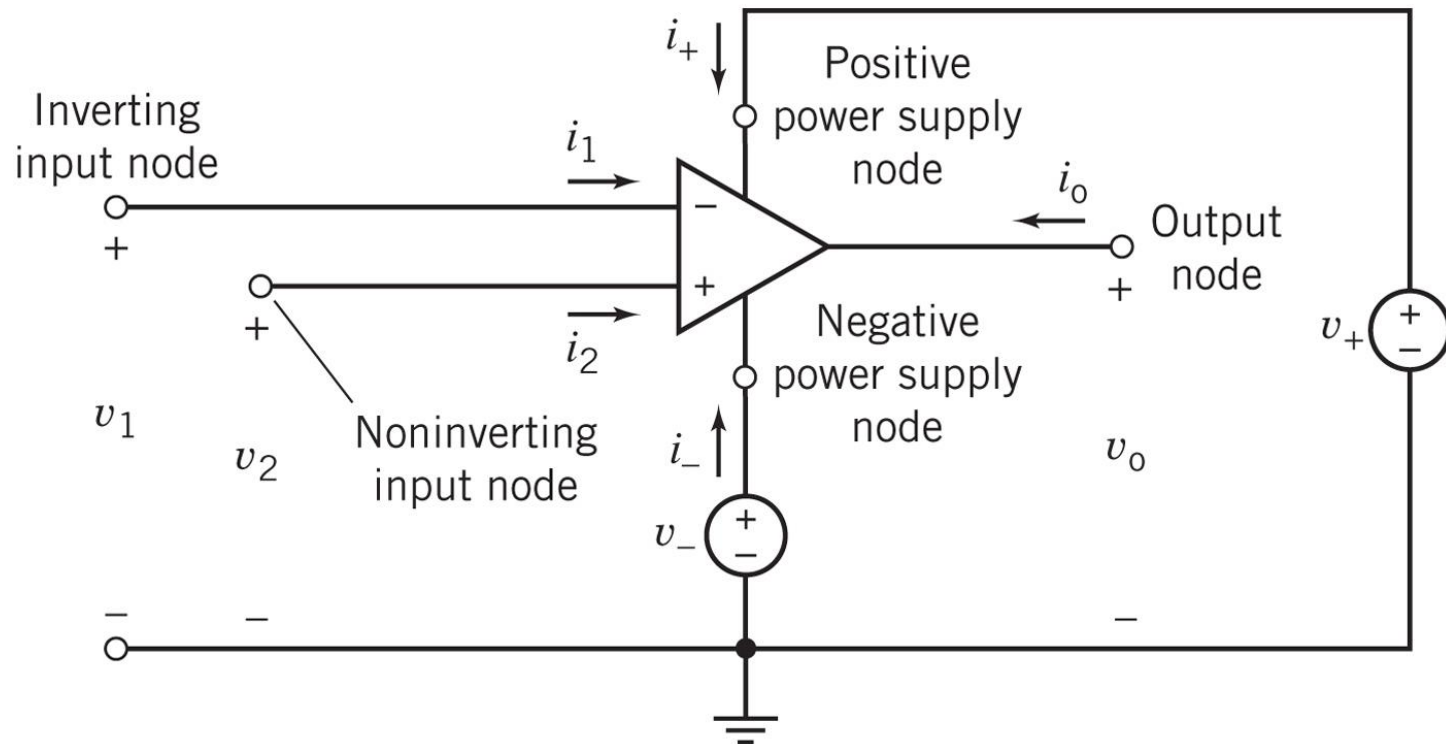 i₊
Positive
power supply
node
Inverting
input node
i₁
iₒ
−
+
Output
node
+
+
i₂
+
Negative
power supply
node
v₊
+
−
v₁
v₂
Noninverting
input node
i₋
vₒ
v₋
+
−
−
−
−